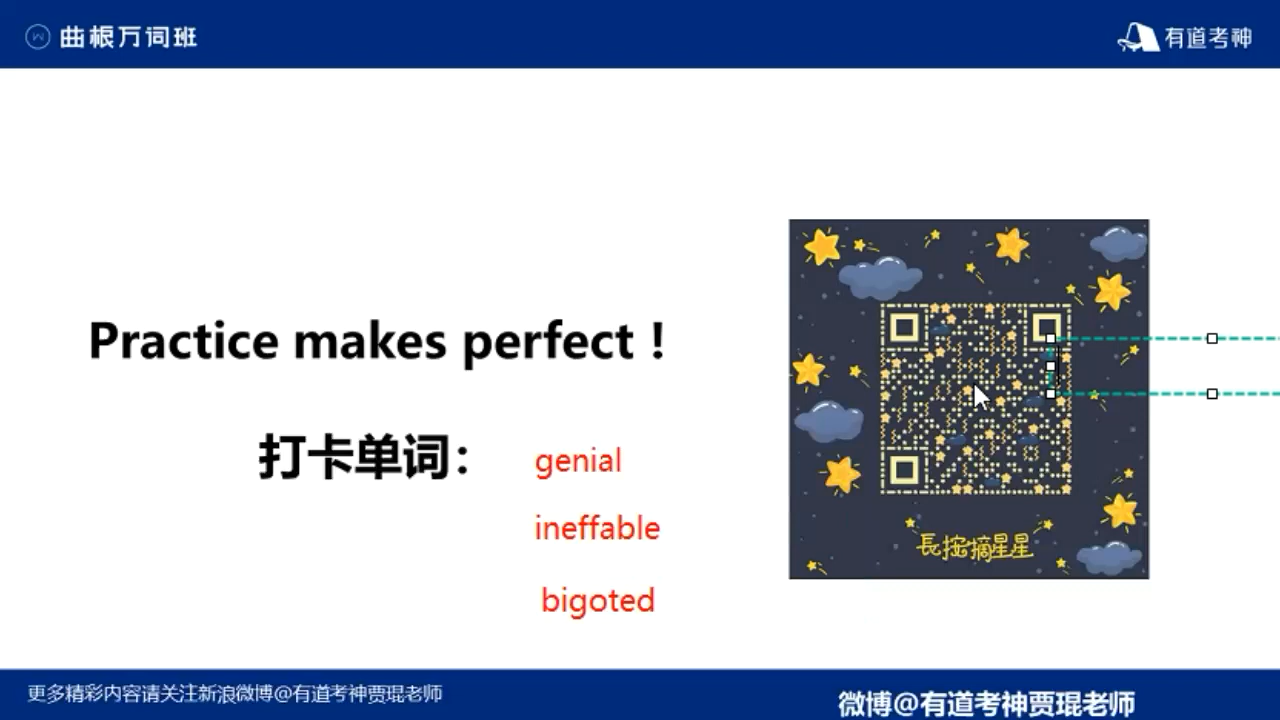 曲根万词班
有道考神
Practice makes perfect！
打卡单词：
genial
ineffable
bigoted
長按摘星星
更多精彩内容请关注新浪微博@有道考神贾琨老师
微博@有道考神贾琨老师